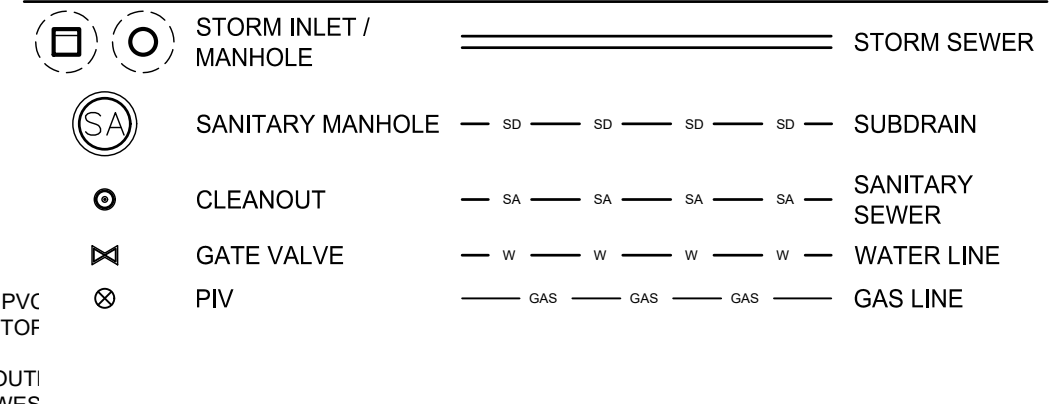 STORM INLET /
MANHOLE
STORM SEWER
SA
SANITARY MANHOLE
SD SD SD SD
SUBDRAIN
CLEANOUT
SA SA SA SA
SANITARY
SEWER
GATE VALVE
W W W W
WATER LINE
PIV
GAS GAS GAS
GAS LINE